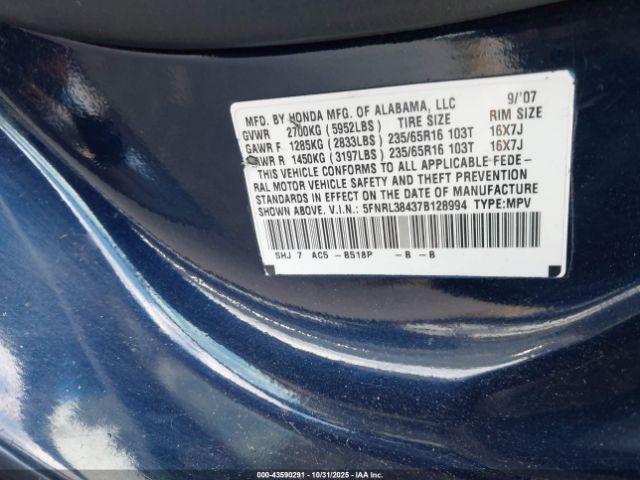 MFD. BY HONDA MFG. OF ALABAMA, LLC 9/'07
GVWR 2700KG (5952LBS) TIRE SIZE RIM SIZE
GAWR F 1285KG (2833LBS) 235/65R16 103T 16X7J
GAWR R 1450KG (3197LBS) 235/65R16 103T 16X7J
THIS VEHICLE CONFORMS TO ALL APPLICABLE FEDE-
RAL MOTOR VEHICLE SAFETY AND THEFT PREVENTION
STANDARDS IN EFFECT ON THE DATE OF MANUFACTURE
SHOWN ABOVE. V.I.N.: 5FNRL38437B128994 TYPE:MPV
SHJ 7 AC5 -B518P -B -B
000-43590291 - 10/31/2025 - IAA Inc.